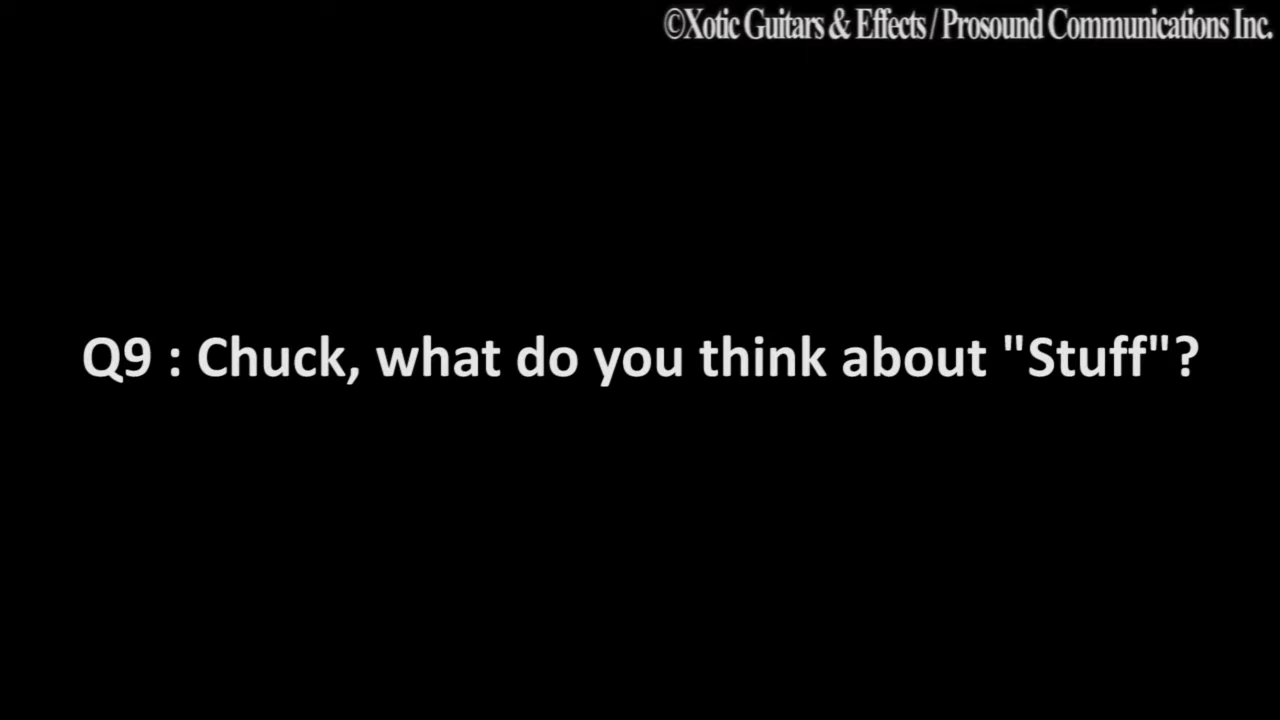 ©Xotic Guitars & Effects / Prosound Communications Inc.
Q9 : Chuck, what do you think about "Stuff"?